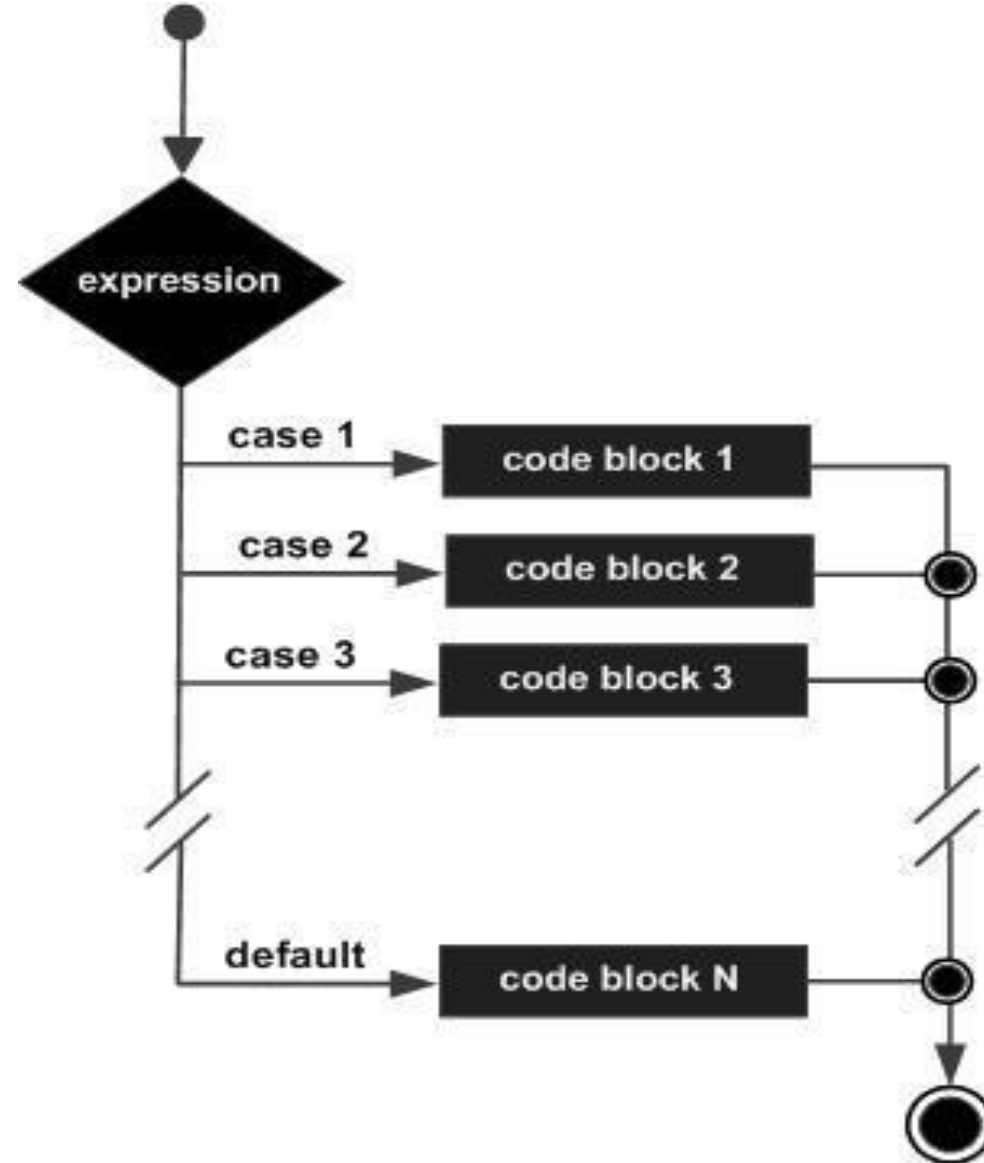 expression
case 1
code block 1
case 2
code block 2
case 3
code block 3
default
code block N